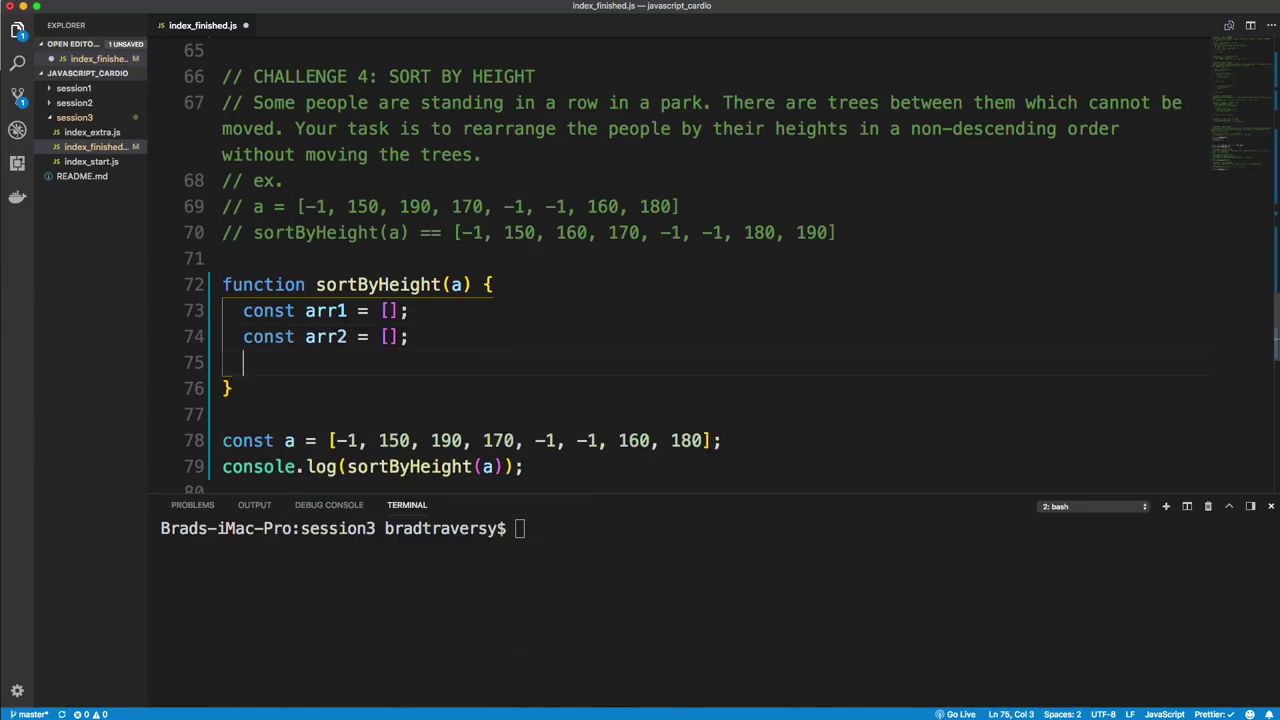 index_finished.js — javascript_cardio
EXPLORER
index_finished.js
OPEN EDITO... 1 UNSAVED
index_finishe... M
JAVASCRIPT_CARDIO
session1
session2
session3
index_extra.js
index_finished... M
index_start.js
README.md
1
1
65
66 // CHALLENGE 4: SORT BY HEIGHT
67 // Some people are standing in a row in a park. There are trees between them which cannot be
moved. Your task is to rearrange the people by their heights in a non-descending order
without moving the trees.
68 // ex.
69 // a = [-1, 150, 190, 170, -1, -1, 160, 180]
70 // sortByHeight(a) == [-1, 150, 160, 170, -1, -1, 180, 190]
71
72 function sortByHeight(a) {
73 const arr1 = [];
74 const arr2 = [];
75
76 }
77
78 const a = [-1, 150, 190, 170, -1, -1, 160, 180];
79 console.log(sortByHeight(a));
80
PROBLEMS OUTPUT DEBUG CONSOLE TERMINAL 2: bash
Brads-iMac-Pro:session3 bradtraversy$
master* 0 0 Go Live Ln 75, Col 3 Spaces: 2 UTF-8 LF JavaScript Prettier: ✓